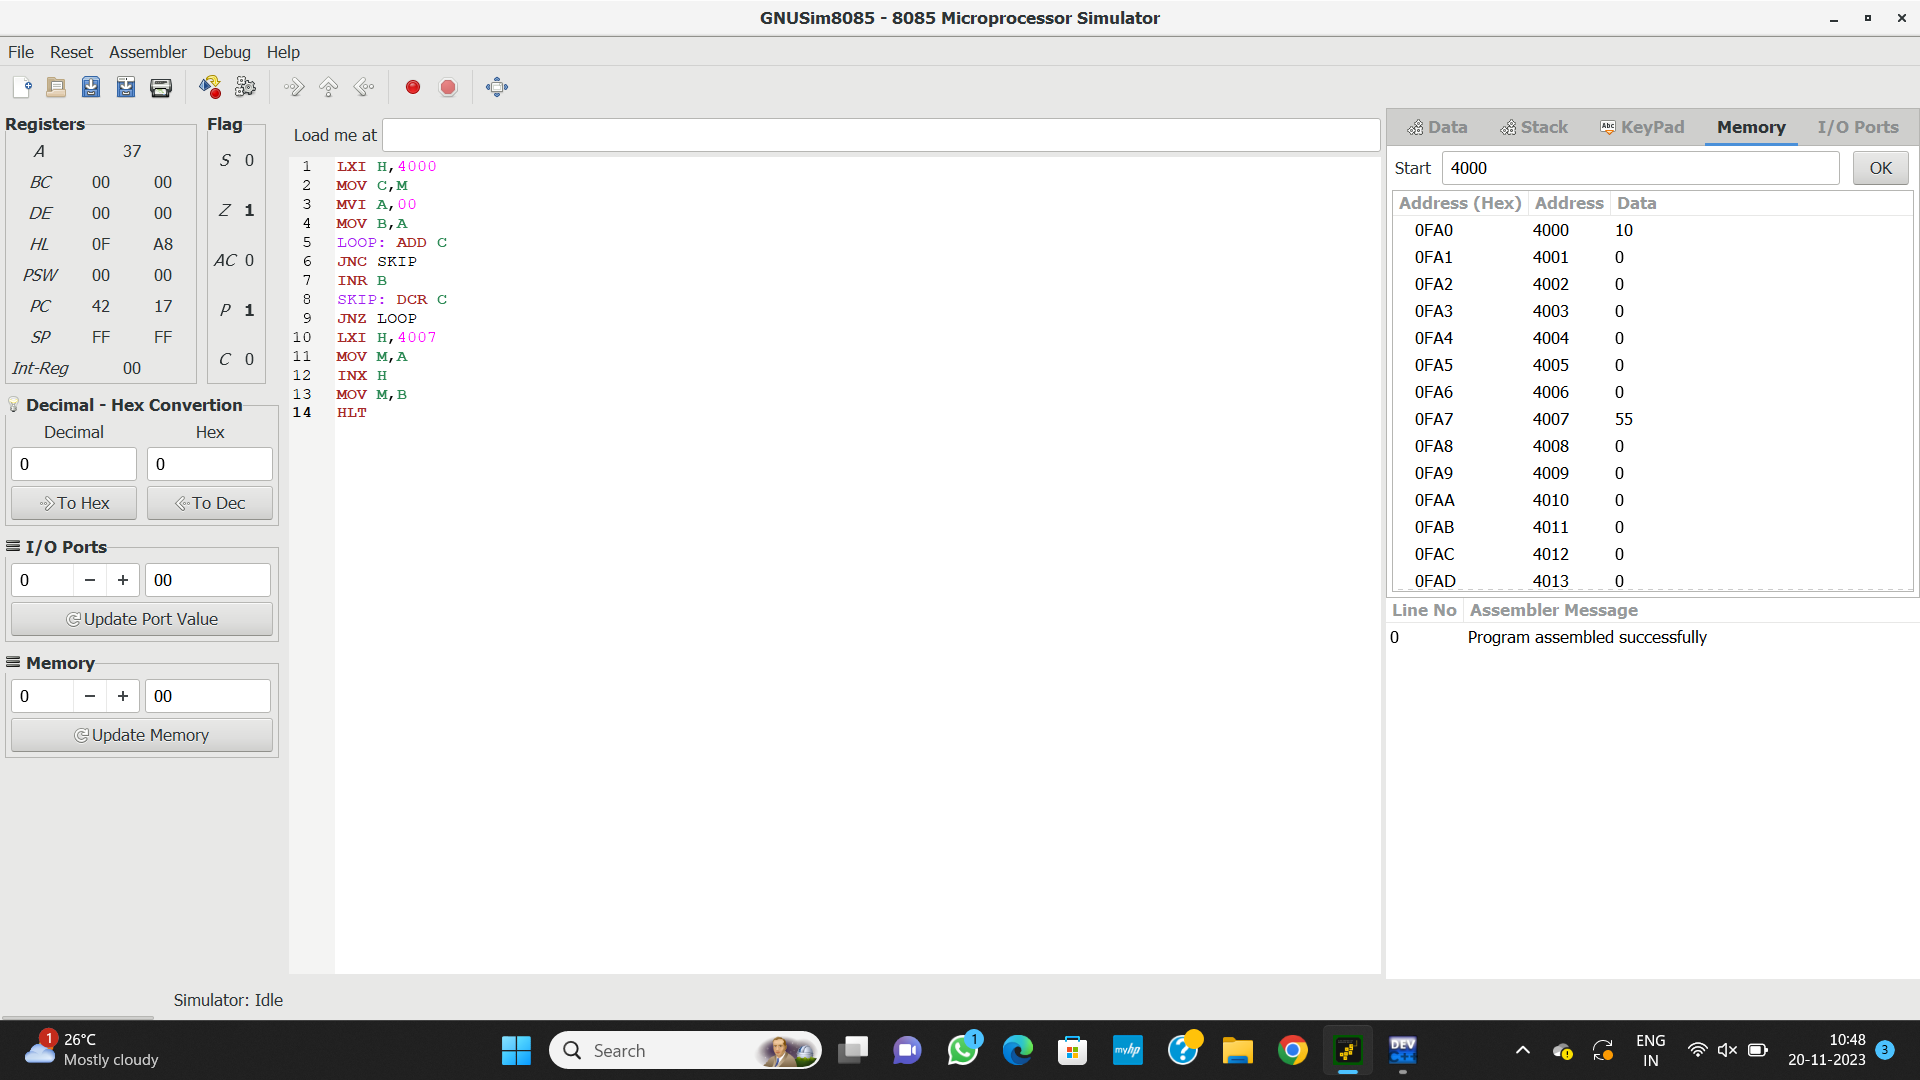 GNUSim8085 - 8085 Microprocessor Simulator
File Reset Assembler Debug Help
Registers
A 37
BC 00 00
DE 00 00
HL 0F A8
PSW 00 00
PC 42 17
SP FF FF
Int-Reg 00
Flag
S 0
Z 1
AC 0
P 1
C 0
Decimal - Hex Convertion
Decimal Hex
0 0
To Hex To Dec
I/O Ports
0 − + 00
Update Port Value
Memory
0 − + 00
Update Memory
Load me at
1 LXI H,4000
2 MOV C,M
3 MVI A,00
4 MOV B,A
5 LOOP: ADD C
6 JNC SKIP
7 INR B
8 SKIP: DCR C
9 JNZ LOOP
10 LXI H,4007
11 MOV M,A
12 INX H
13 MOV M,B
14 HLT
Data Stack Abc KeyPad Memory I/O Ports
Start 4000 OK
Address (Hex) Address Data
0FA0 4000 10
0FA1 4001 0
0FA2 4002 0
0FA3 4003 0
0FA4 4004 0
0FA5 4005 0
0FA6 4006 0
0FA7 4007 55
0FA8 4008 0
0FA9 4009 0
0FAA 4010 0
0FAB 4011 0
0FAC 4012 0
0FAD 4013 0
Line No Assembler Message
0 Program assembled successfully
Simulator: Idle
1 26°C
Mostly cloudy
Search
1
myhp
DEV
C++
ENG
IN
10:48
20-11-2023
3